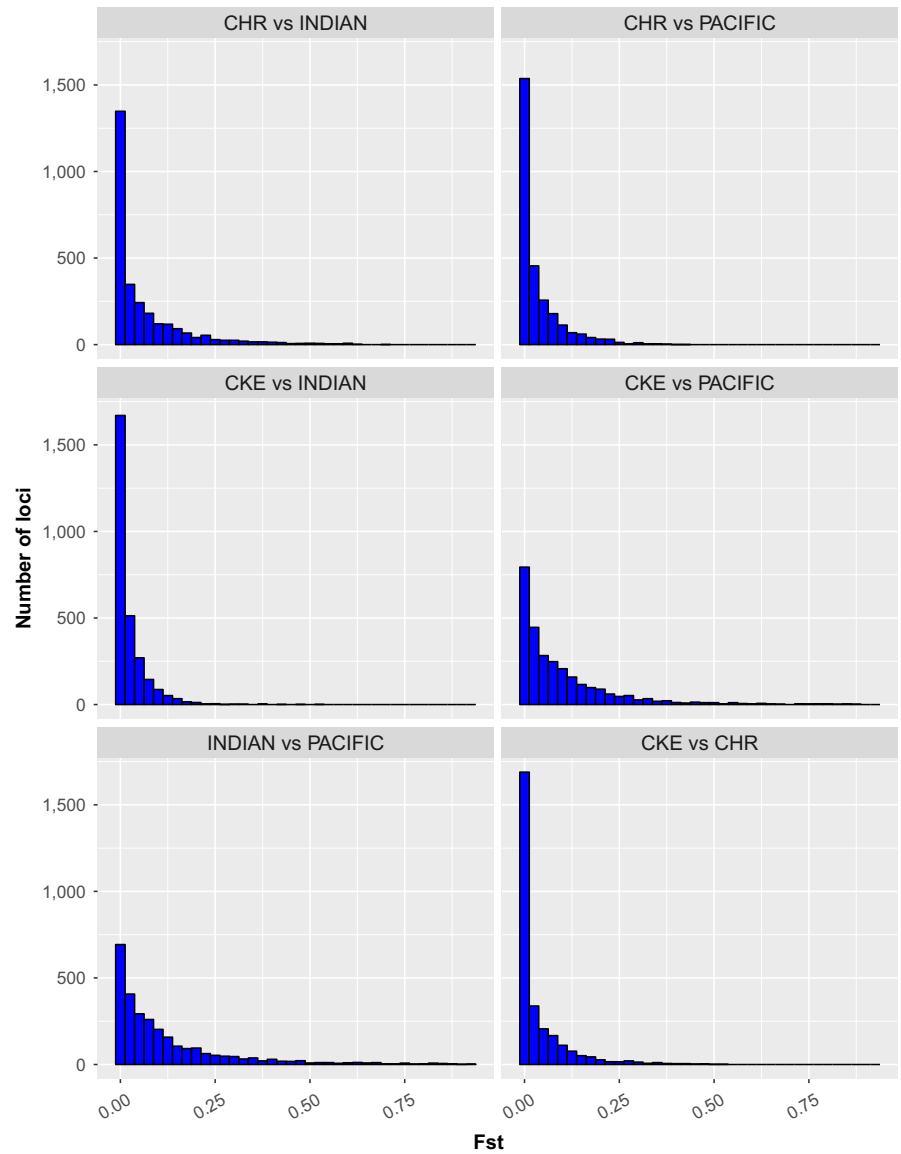 CHR vs INDIAN
CHR vs PACIFIC
1,500
1,000
500
0
CKE vs INDIAN
CKE vs PACIFIC
1,500
1,000
500
0
Number of loci
INDIAN vs PACIFIC
CKE vs CHR
1,500
1,000
500
0
0.00
0.25
0.50
0.75
0.00
0.25
0.50
0.75
Fst